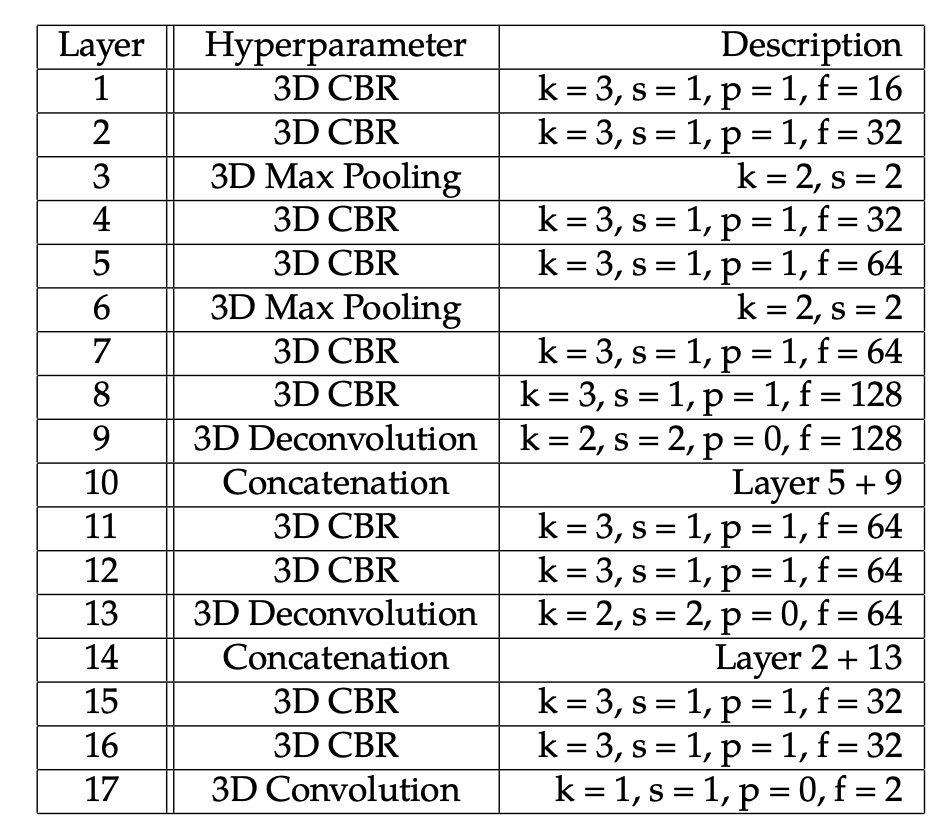 Layer Hyperparameter Description
1 3D CBR k = 3, s = 1, p = 1, f = 16
2 3D CBR k = 3, s = 1, p = 1, f = 32
3 3D Max Pooling k = 2, s = 2
4 3D CBR k = 3, s = 1, p = 1, f = 32
5 3D CBR k = 3, s = 1, p = 1, f = 64
6 3D Max Pooling k = 2, s = 2
7 3D CBR k = 3, s = 1, p = 1, f = 64
8 3D CBR k = 3, s = 1, p = 1, f = 128
9 3D Deconvolution k = 2, s = 2, p = 0, f = 128
10 Concatenation Layer 5 + 9
11 3D CBR k = 3, s = 1, p = 1, f = 64
12 3D CBR k = 3, s = 1, p = 1, f = 64
13 3D Deconvolution k = 2, s = 2, p = 0, f = 64
14 Concatenation Layer 2 + 13
15 3D CBR k = 3, s = 1, p = 1, f = 32
16 3D CBR k = 3, s = 1, p = 1, f = 32
17 3D Convolution k = 1, s = 1, p = 0, f = 2